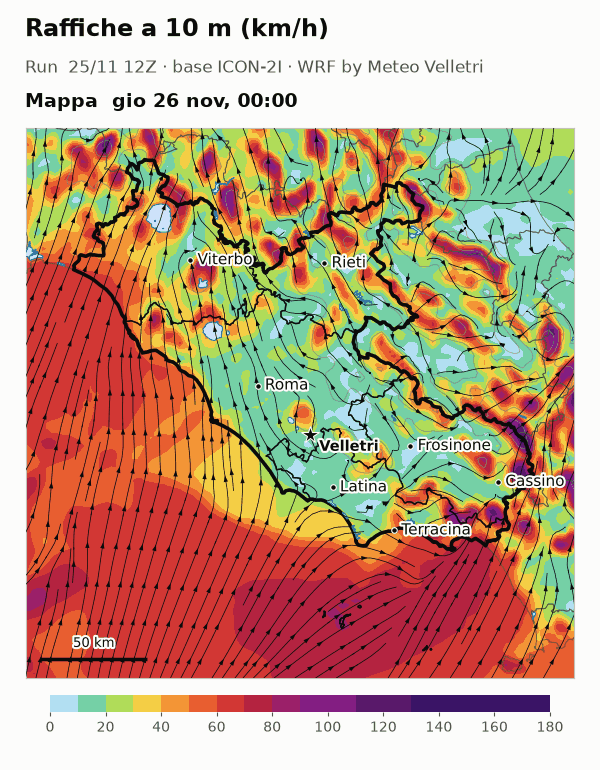 Raffiche a 10 m (km/h)
Run 25/11 12Z · base ICON-2I · WRF by Meteo Velletri
Mappa gio 26 nov, 00:00
Viterbo
Rieti
Roma
Velletri
Frosinone
Latina
Cassino
Terracina
50 km
0 20 40 60 80 100 120 140 160 180